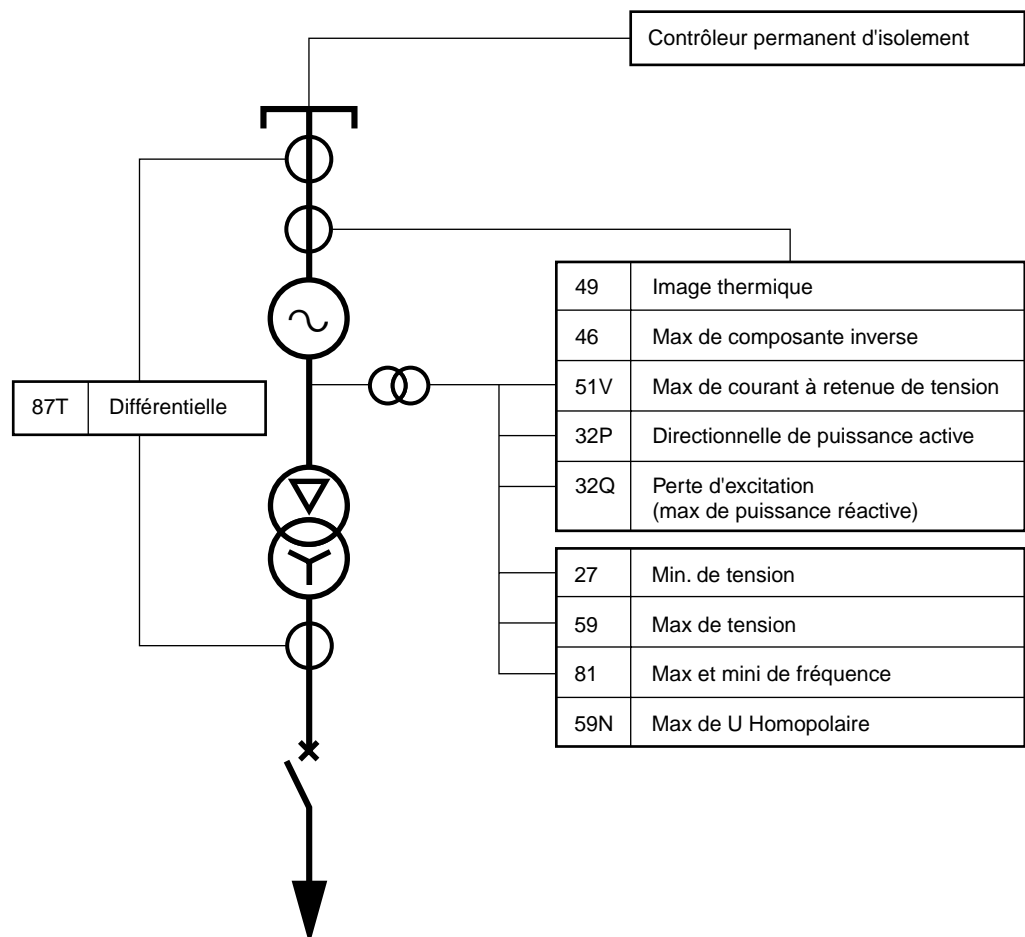 Contrôleur permanent d'isolement
49 Image thermique
46 Max de composante inverse
51V Max de courant à retenue de tension
87T Différentielle
32P Directionnelle de puissance active
32Q Perte d'excitation
(max de puissance réactive)
27 Min. de tension
59 Max de tension
81 Max et mini de fréquence
59N Max de U Homopolaire